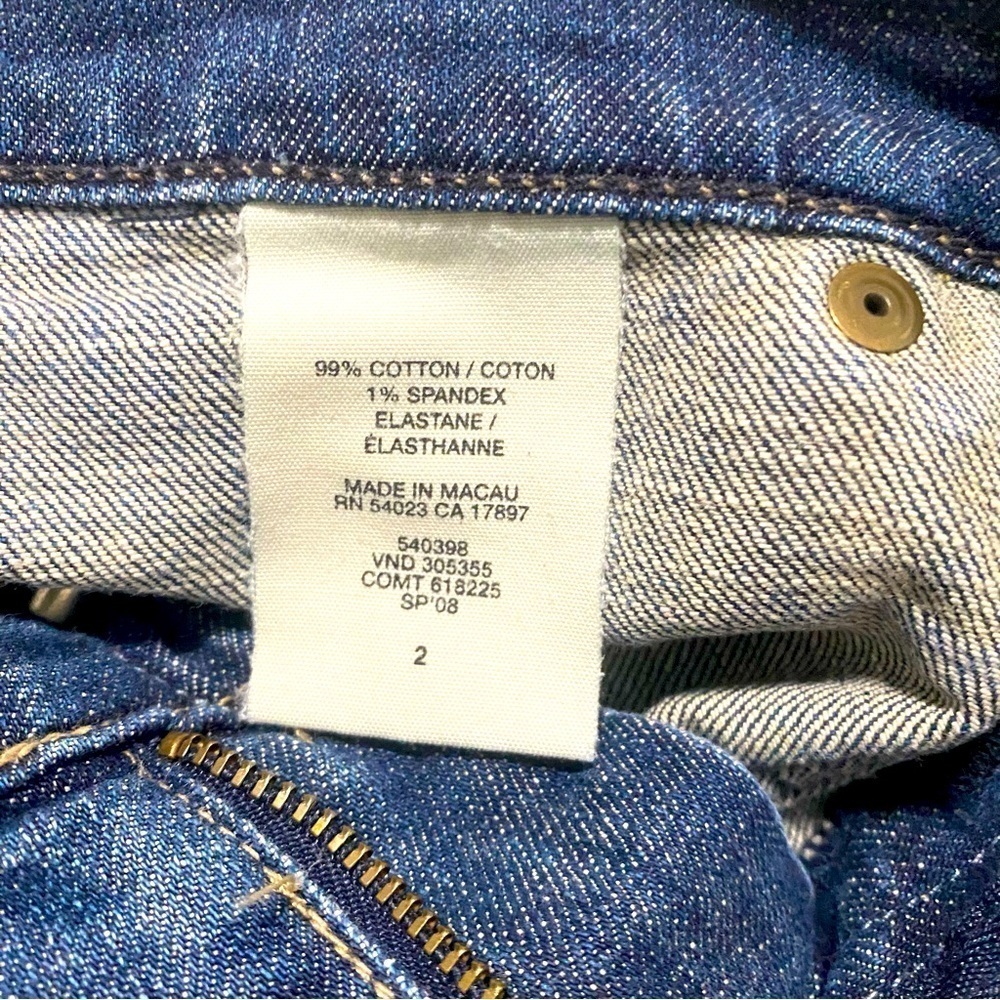 99% COTTON / COTON
1% SPANDEX
ELASTANE /
ÉLASTHANNE
MADE IN MACAU
RN 54023 CA 17897
540398
VND 305355
COMT 618225
SP'08
2